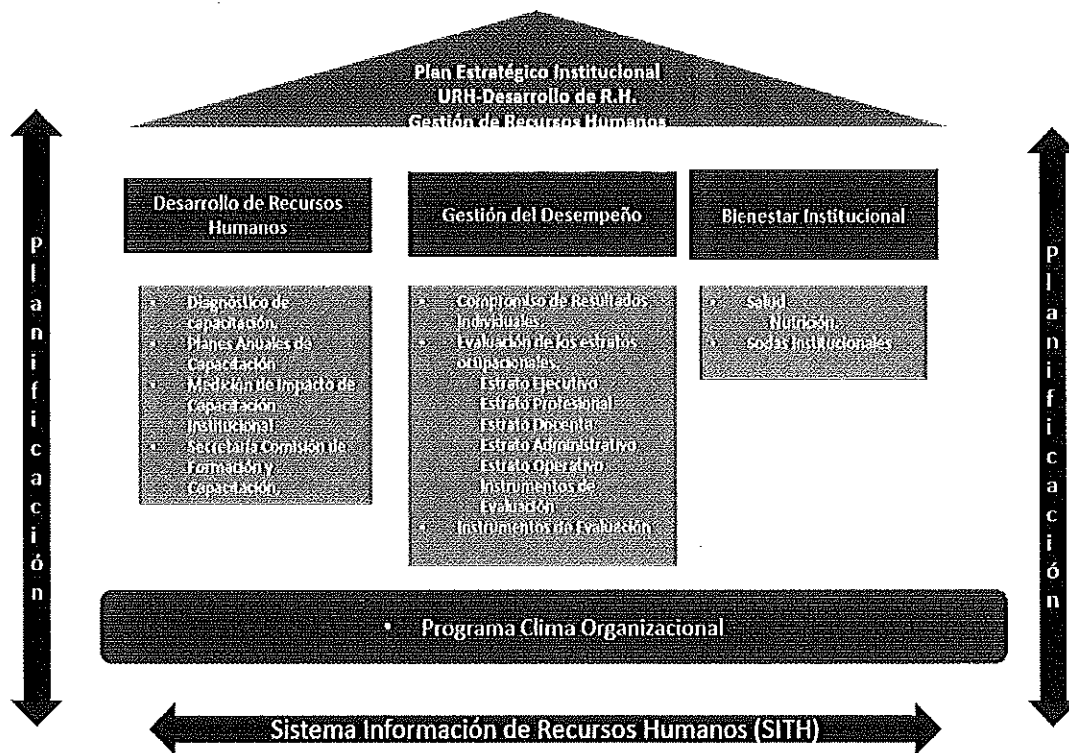 Plan Estratégico Institucional
URH-Desarrollo de R.H.
Gestión de Recursos Humanos
Planificación
Desarrollo de Recursos
Humanos
• Diagnóstico de
Capacitación.
• Planes Anuales de
Capacitación
• Medición de Impacto de
Capacitación
Institucional
• Secretaría Comisión de
Formación y
Capacitación.
Gestión del Desempeño
• Compromiso de Resultados
Individuales
• Evaluación de los estratos
ocupacionales
Estrato Ejecutivo
Estrato Profesional
Estrato Docente
Estrato Administrativo
Estrato Operativo
Instrumentos de
Evaluación
• Instrumentos de Evaluación
Bienestar Institucional
• Salud
Nutrición.
• Sodas Institucionales
Planificación
• Programa Clima Organizacional
Sistema Información de Recursos Humanos (SITH)